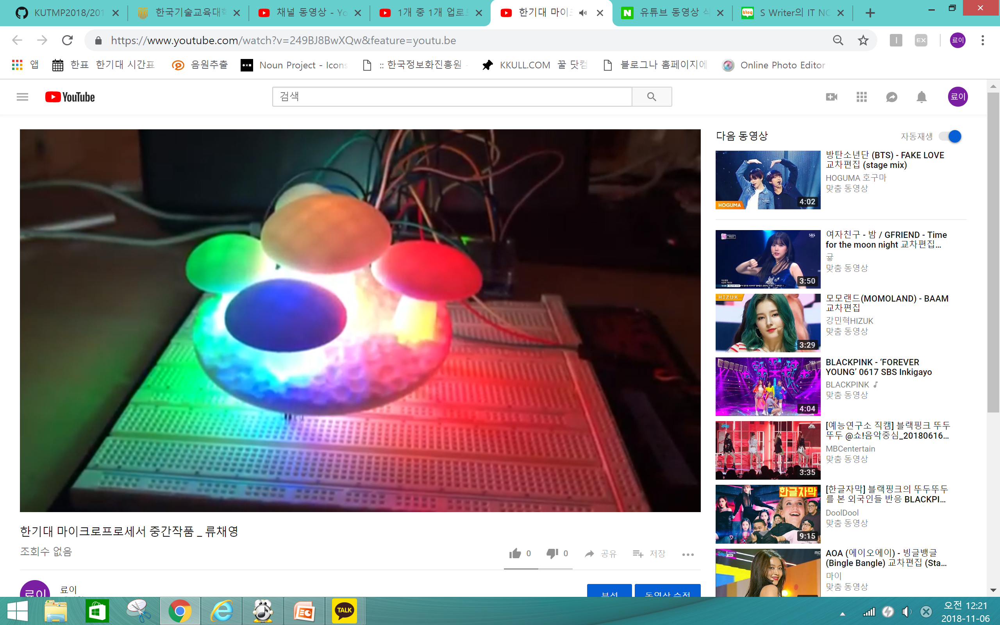 KUTMP2018/201
한국기술교육대학
채널 동영상 - Yo
1개 중 1개 업로드
한기대 마이크
유튜브 동영상 삭
S Writer의 IT NO
https://www.youtube.com/watch?v=249BJ8BwXQw&feature=youtu.be
EX
료이
앱
한표 한기대 시간표
음원추출
Noun Project - Icons
:: 한국정보화진흥원 -
KKULL.COM 꿀 닷컴
블로그나 홈페이지에
Online Photo Editor
YouTube
검색
료이
다음 동영상
자동재생
방탄소년단 (BTS) - FAKE LOVE
교차편집 (stage mix)
HOGUMA 호구마
맞춤 동영상
HOGUMA
4:02
여자친구 - 밤 / GFRIEND - Time
for the moon night 교차편집...
귷
맞춤 동영상
SBS
3:50
모모랜드(MOMOLAND) - BAAM
교차편집
강민혁HIZUK
맞춤 동영상
HIZUK
3:29
BLACKPINK - ‘FOREVER
YOUNG’ 0617 SBS Inkigayo
BLACKPINK
맞춤 동영상
SBS
4:04
[예능연구소 직캠] 블랙핑크 뚜두
뚜두 @쇼!음악중심_20180616...
MBCentertain
맞춤 동영상
3:35
[한글자막] 블랙핑크의 뚜두뚜두
를 본 외국인들 반응 BLACKPI...
DoolDool
맞춤 동영상
한글자막
9:15
AOA (에이오에이) - 빙글뱅글
(Bingle Bangle) 교차편집 (Sta...
마이
맞춤 동영상
한기대 마이크로프로세서 중간작품 _ 류채영
조회수 없음
0
0
공유
저장
료이
료이
분석
동영상 수정
TALK
오전 12:21
2018-11-06